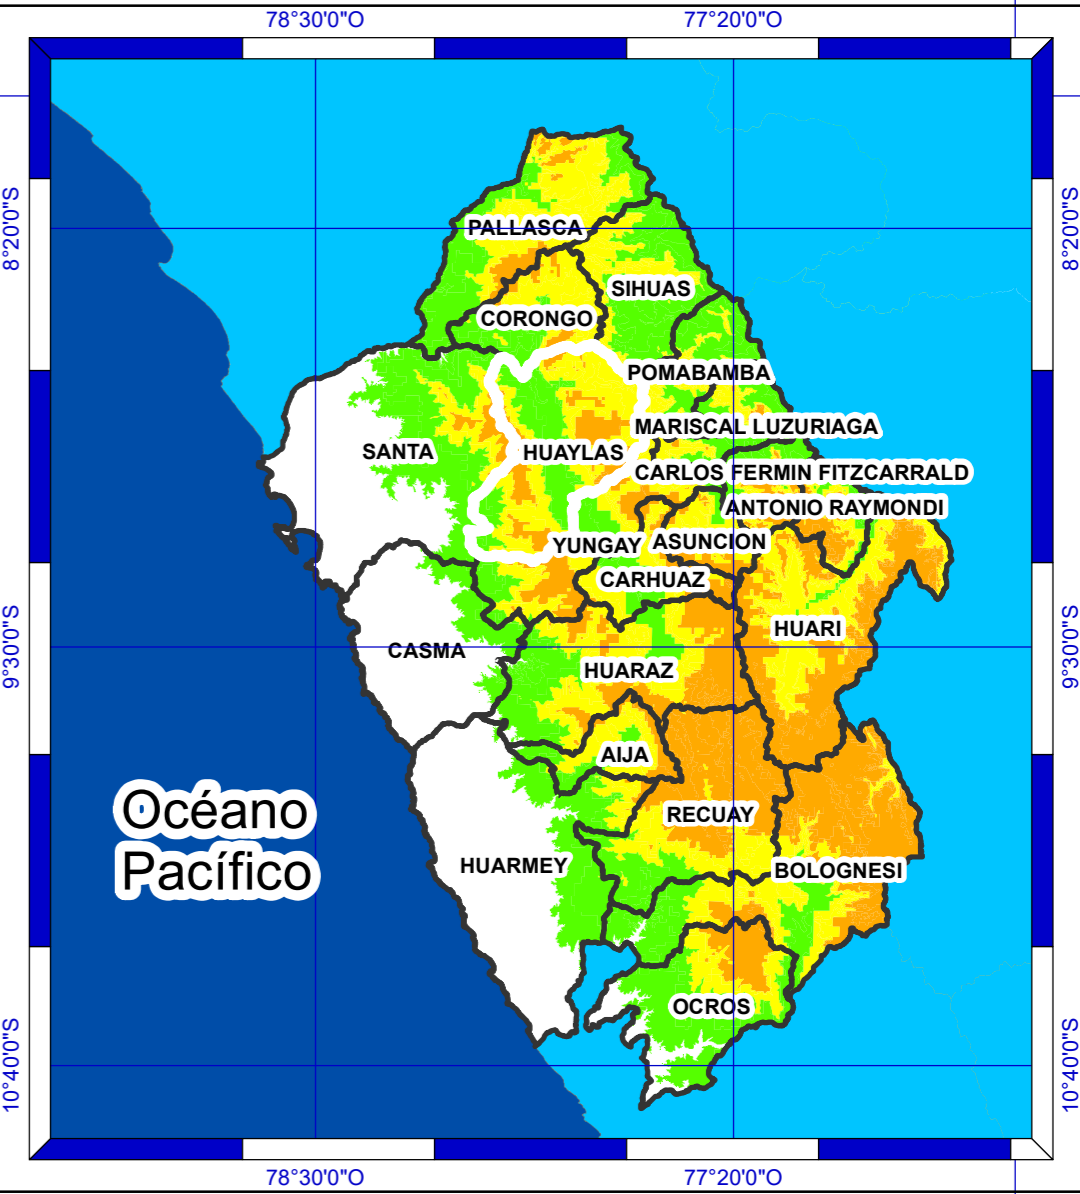 78°30'0"O
77°20'0"O
8°20'0"S
8°20'0"S
PALLASCA
SIHUAS
CORONGO
POMABAMBA
MARISCAL LUZURIAGA
SANTA
HUAYLAS
CARLOS FERMIN FITZCARRALD
ANTONIO RAYMONDI
YUNGAY
ASUNCION
CARHUAZ
HUARI
9°30'0"S
9°30'0"S
CASMA
HUARAZ
AIJA
Océano
Pacífico
RECUAY
HUARMEY
BOLOGNESI
OCROS
10°40'0"S
10°40'0"S
78°30'0"O
77°20'0"O